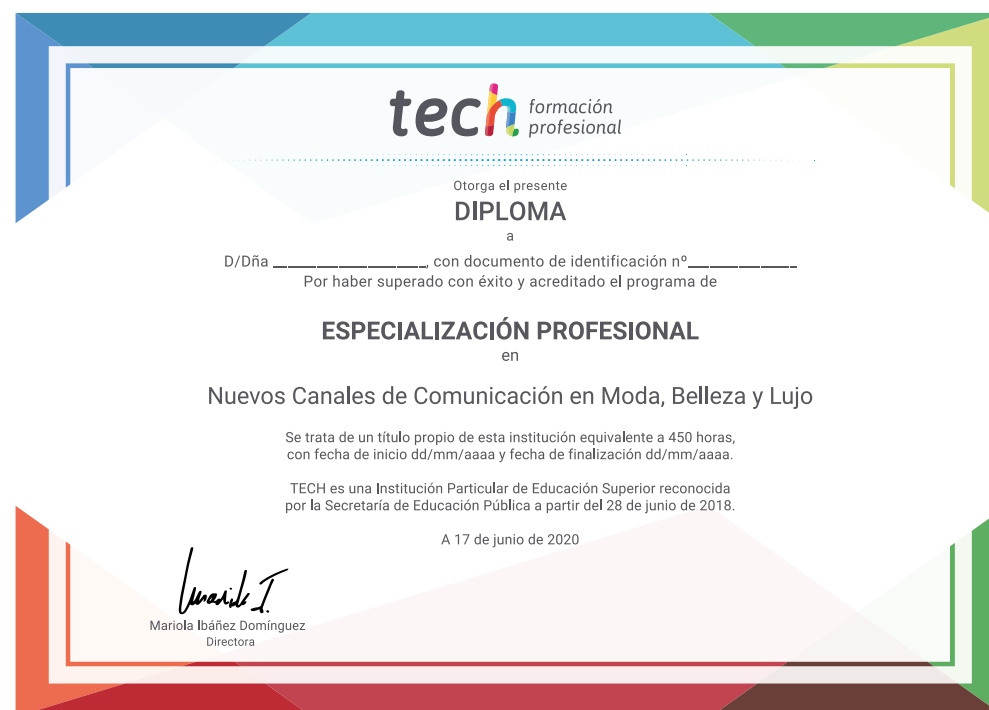 tech formación
profesional
Otorga el presente
DIPLOMA
a
D/Dña ____________________, con documento de identificación nº______________
Por haber superado con éxito y acreditado el programa de
ESPECIALIZACIÓN PROFESIONAL
en
Nuevos Canales de Comunicación en Moda, Belleza y Lujo
Se trata de un título propio de esta institución equivalente a 450 horas,
con fecha de inicio dd/mm/aaaa y fecha de finalización dd/mm/aaaa.
TECH es una Institución Particular de Educación Superior reconocida
por la Secretaría de Educación Pública a partir del 28 de junio de 2018.
A 17 de junio de 2020
Mariola Ibáñez Domínguez
Directora